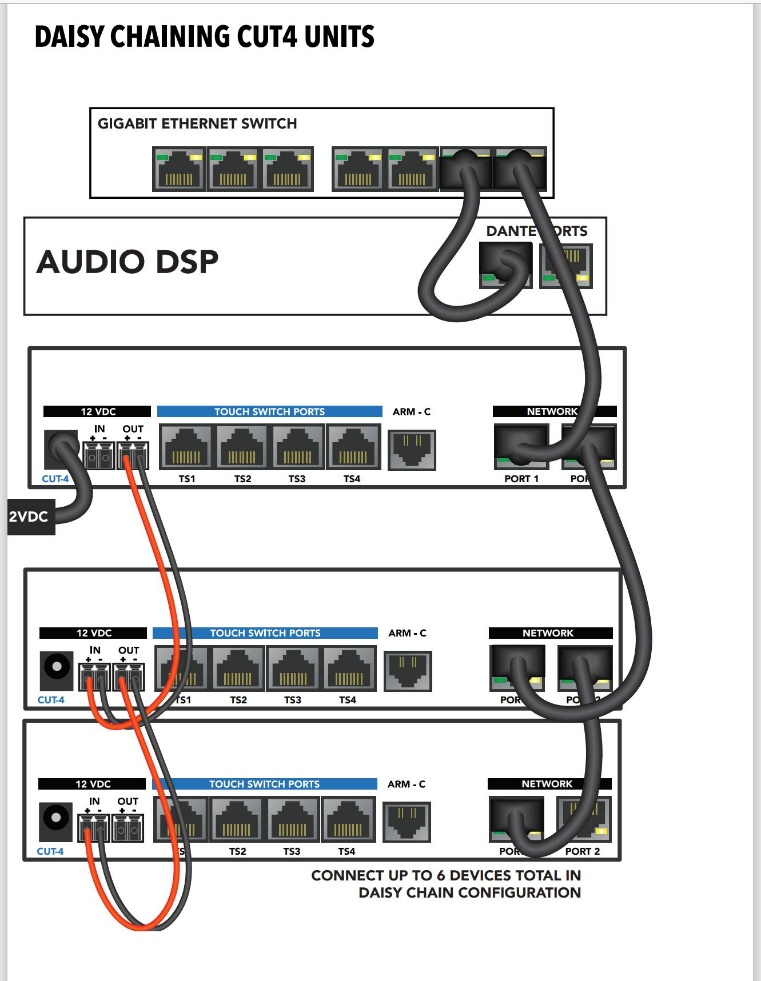 DAISY CHAINING CUT4 UNITS
GIGABIT ETHERNET SWITCH
DANTE PORTS
AUDIO DSP
12 VDC TOUCH SWITCH PORTS ARM - C NETWORK
IN OUT
+ - + -
CUT-4 TS1 TS2 TS3 TS4 PORT 1
2VDC
12 VDC TOUCH SWITCH PORTS ARM - C NETWORK
IN OUT
+ - + -
CUT-4 TS1 TS2 TS3 TS4
12 VDC TOUCH SWITCH PORTS ARM - C NETWORK
IN OUT
+ - + -
CUT-4 TS2 TS3 TS4 PORT 2
CONNECT UP TO 6 DEVICES TOTAL IN
DAISY CHAIN CONFIGURATION